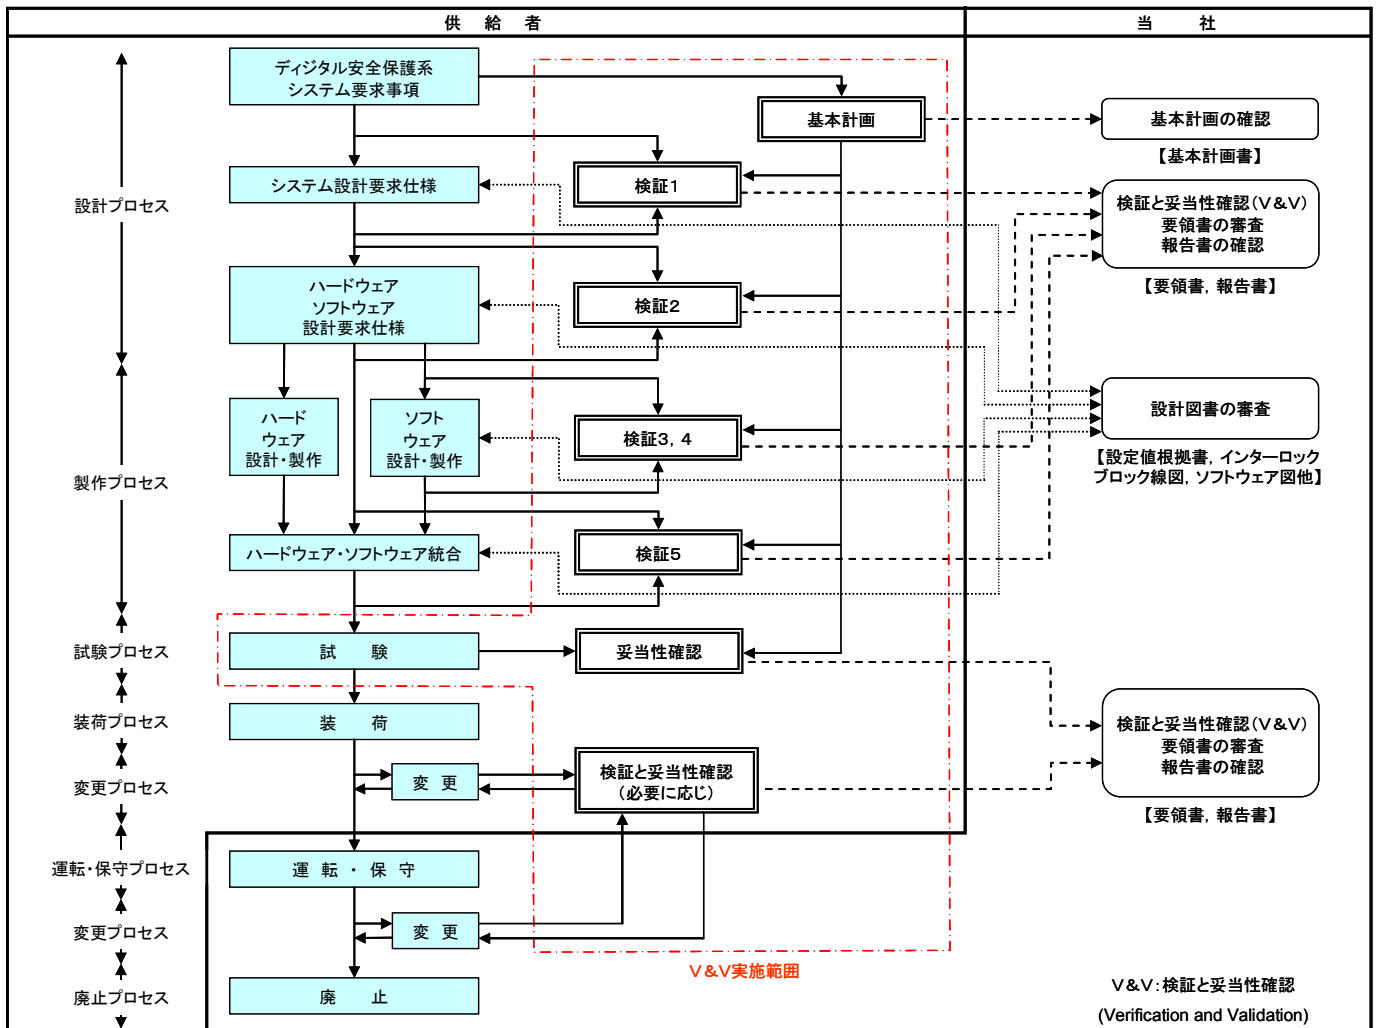 供 給 者
当 社
ディジタル安全保護系
システム要求事項
基本計画
基本計画の確認
【基本計画書】
システム設計要求仕様
検証1
検証と妥当性確認(V&V)
要領書の審査
報告書の確認
【要領書，報告書】
設計プロセス
ハードウェア
ソフトウェア
設計要求仕様
検証2
ハード
ウェア
設計・製作
ソフト
ウェア
設計・製作
検証3，4
設計図書の審査
【設定値根拠書，インターロック
ブロック線図，ソフトウェア図他】
製作プロセス
ハードウェア・ソフトウェア統合
検証5
試験プロセス
試 験
妥当性確認
装荷プロセス
装 荷
検証と妥当性確認(V&V)
要領書の審査
報告書の確認
【要領書，報告書】
変更プロセス
変 更
検証と妥当性確認
（必要に応じ）
運転・保守プロセス
運 転 ・ 保 守
変更プロセス
変 更
V&V実施範囲
廃止プロセス
廃 止
V&V：検証と妥当性確認
(Verification and Validation)